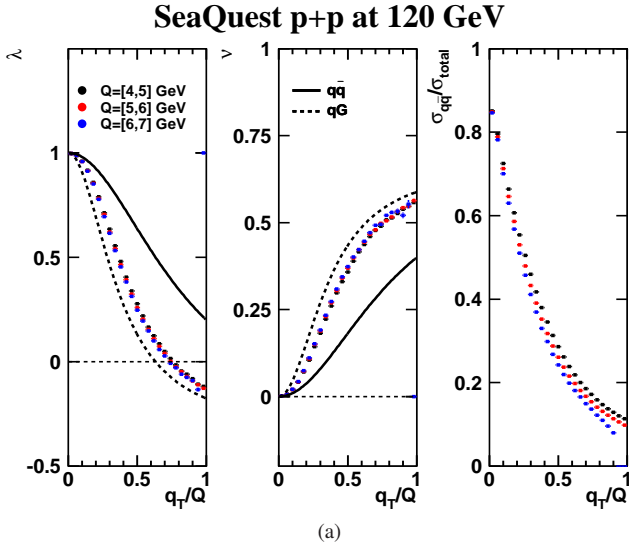 SeaQuest p+p at 120 GeV
λ
Q=[4,5] GeV
Q=[5,6] GeV
Q=[6,7] GeV
1
0.5
0
-0.5
0
0.5
1
q_T/Q
ν
qq̄
qG
1
0.75
0.5
0.25
0
0
0.5
1
q_T/Q
σ_qq̄/σ_total
1
0.8
0.6
0.4
0.2
0
0
0.5
1
q_T/Q
(a)